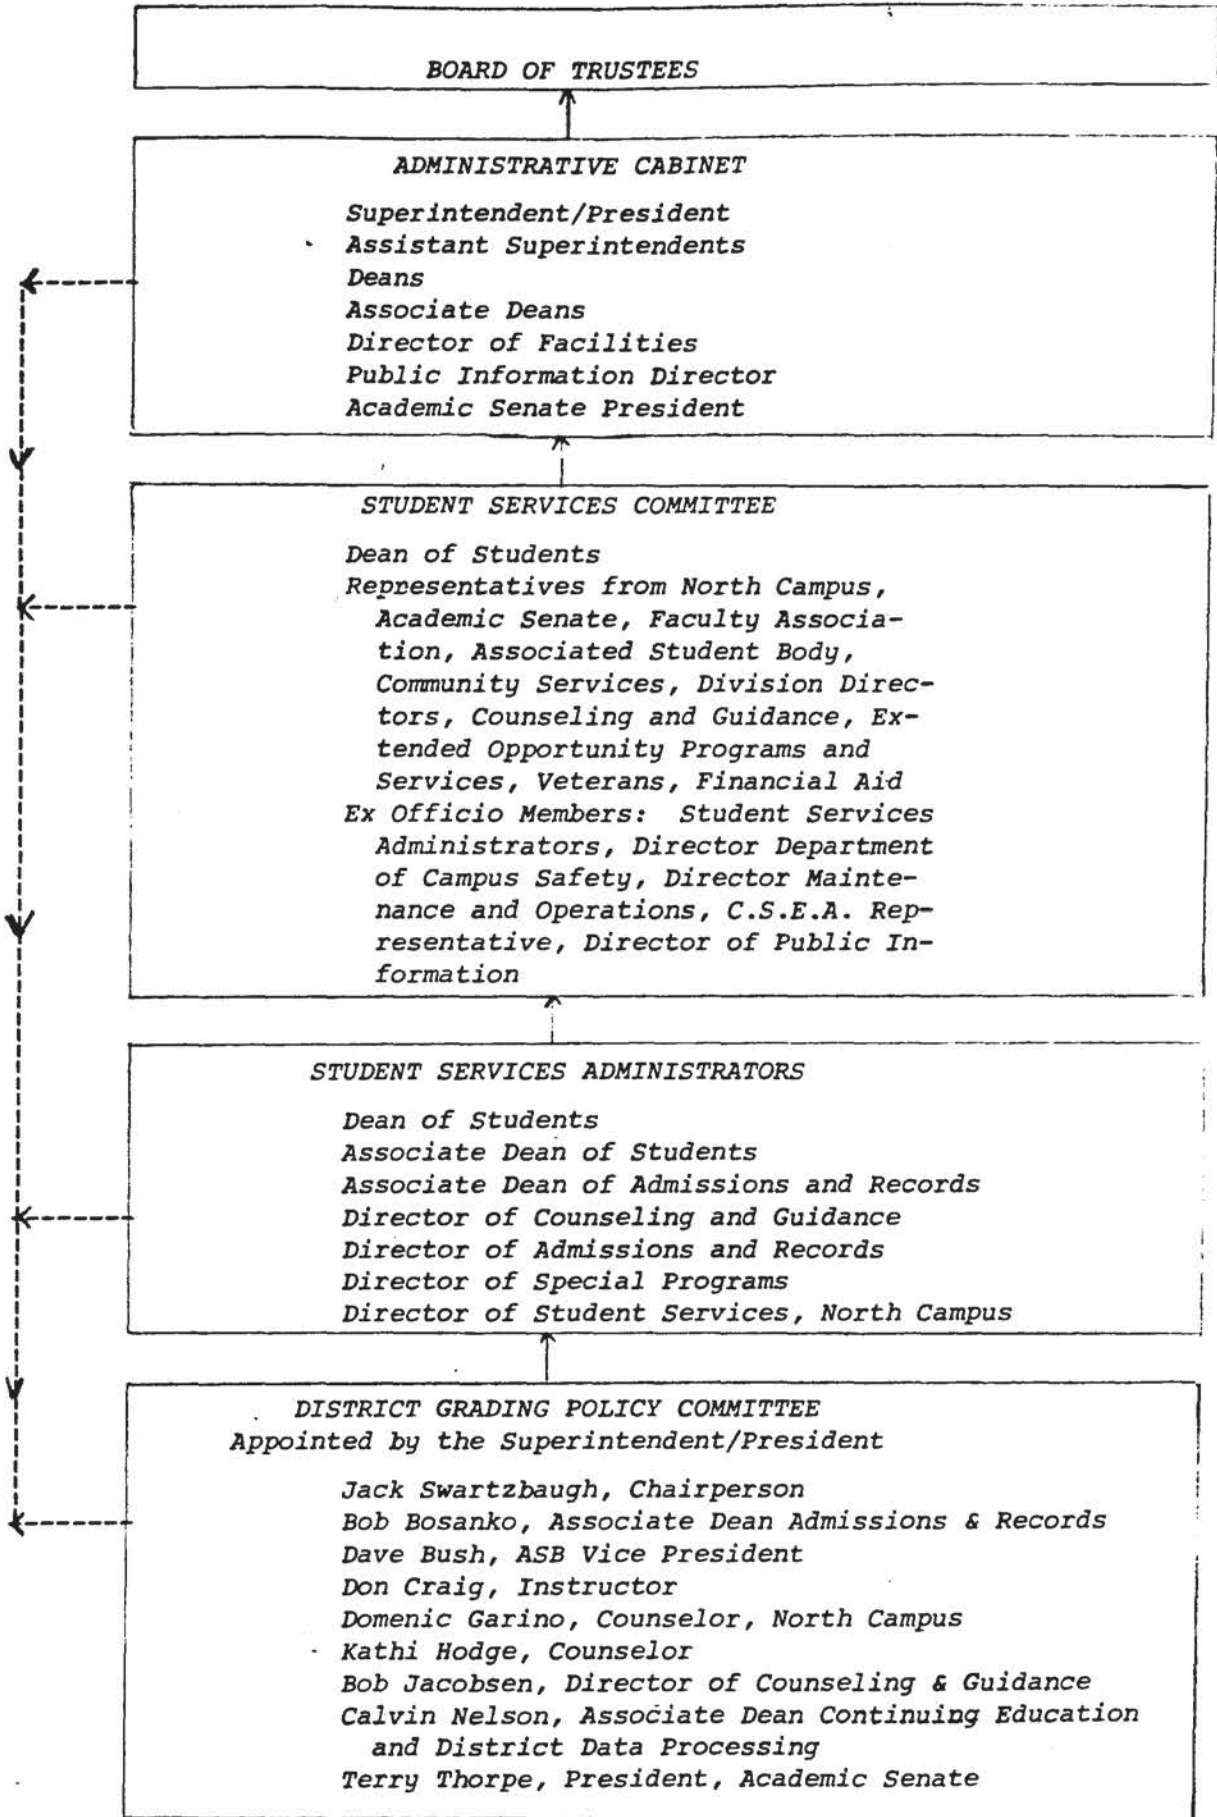 BOARD OF TRUSTEES
ADMINISTRATIVE CABINET
Superintendent/President
Assistant Superintendents
Deans
Associate Deans
Director of Facilities
Public Information Director
Academic Senate President
STUDENT SERVICES COMMITTEE
Dean of Students
Representatives from North Campus,
Academic Senate, Faculty Associa-
tion, Associated Student Body,
Community Services, Division Direc-
tors, Counseling and Guidance, Ex-
tended Opportunity Programs and
Services, Veterans, Financial Aid
Ex Officio Members: Student Services
Administrators, Director Department
of Campus Safety, Director Mainte-
nance and Operations, C.S.E.A. Rep-
resentative, Director of Public In-
formation
STUDENT SERVICES ADMINISTRATORS
Dean of Students
Associate Dean of Students
Associate Dean of Admissions and Records
Director of Counseling and Guidance
Director of Admissions and Records
Director of Special Programs
Director of Student Services, North Campus
DISTRICT GRADING POLICY COMMITTEE
Appointed by the Superintendent/President
Jack Swartzbaugh, Chairperson
Bob Bosanko, Associate Dean Admissions & Records
Dave Bush, ASB Vice President
Don Craig, Instructor
Domenic Garino, Counselor, North Campus
Kathi Hodge, Counselor
Bob Jacobsen, Director of Counseling & Guidance
Calvin Nelson, Associate Dean Continuing Education
and District Data Processing
Terry Thorpe, President, Academic Senate